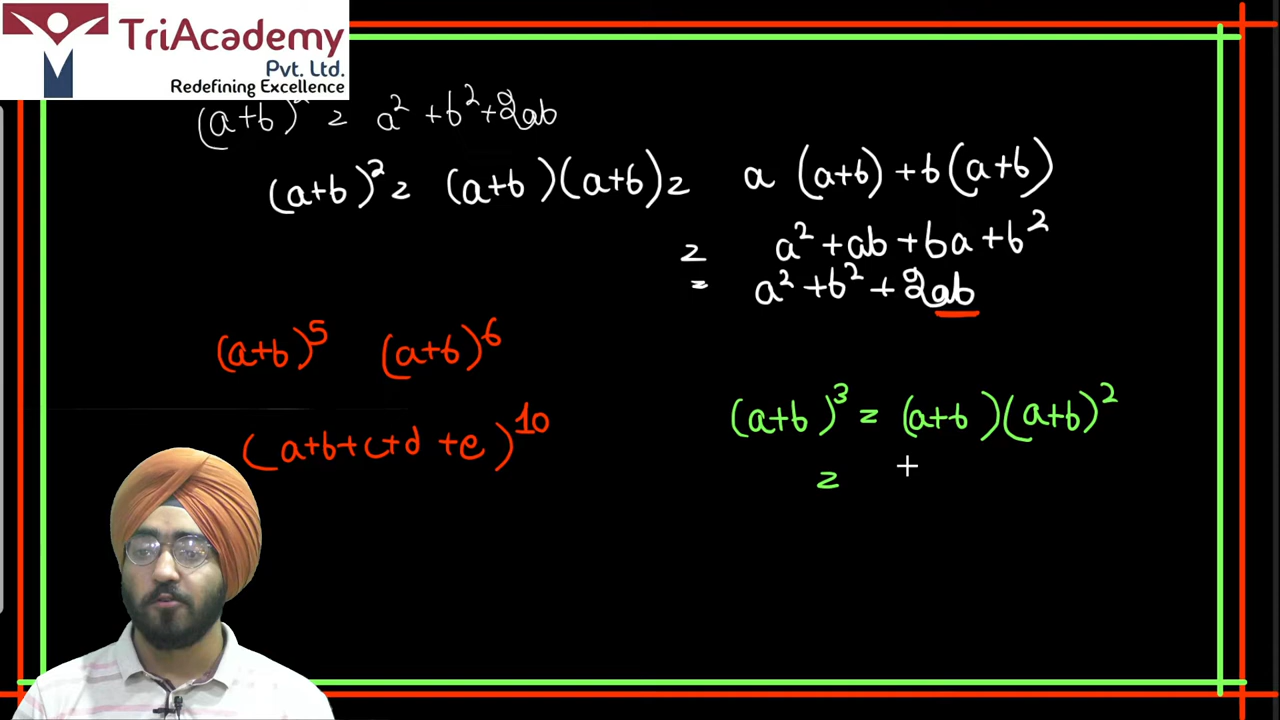 TriAcademy
Pvt. Ltd.
Redefining Excellence
(a+b)² = a² + b² + 2ab
(a+b)² = (a+b)(a+b) = a (a+b) + b(a+b)
= a² + ab + ba + b²
= a² + b² + 2ab
(a+b)⁵ (a+b)⁶
(a+b)³ = (a+b)(a+b)²
(a+b+c+d+e)¹⁰
=